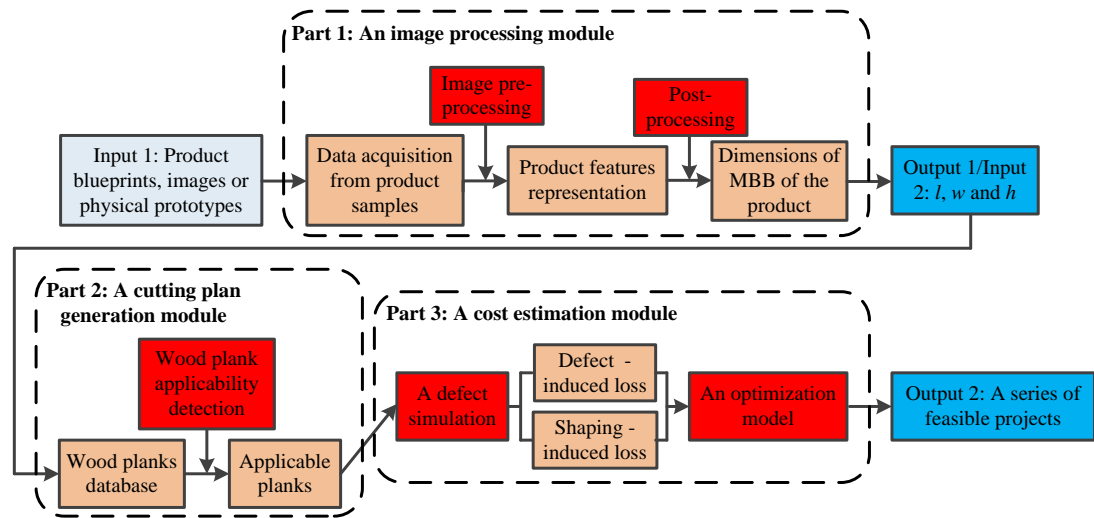 Part 1: An image processing module
Image pre-
processing
Post-
processing
Input 1: Product
blueprints, images or
physical prototypes
Data acquisition
from product
samples
Product features
representation
Dimensions of
MBB of the
product
Output 1/Input
2: l, w and h
Part 2: A cutting plan
generation module
Wood plank
applicability
detection
Wood planks
database
Applicable
planks
Part 3: A cost estimation module
A defect
simulation
Defect -
induced loss
Shaping -
induced loss
An optimization
model
Output 2: A series of
feasible projects